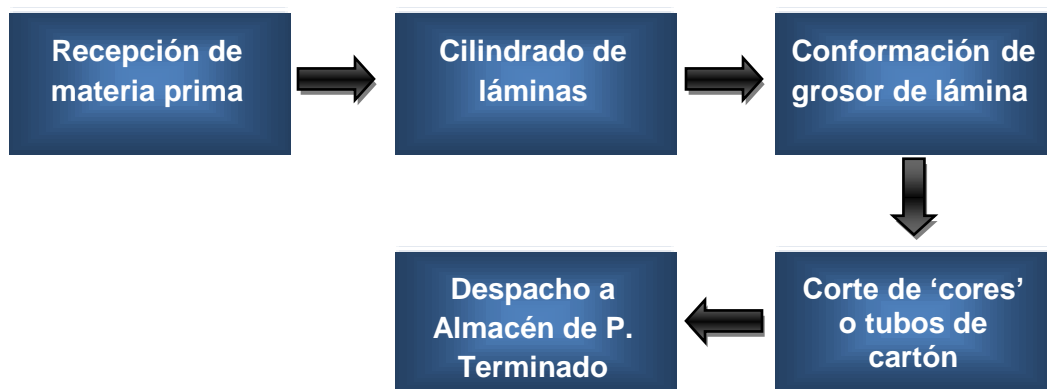 Recepción de
materia prima
Cilindrado de
láminas
Conformación de
grosor de lámina
Corte de ‘cores’
o tubos de
cartón
Despacho a
Almacén de P.
Terminado